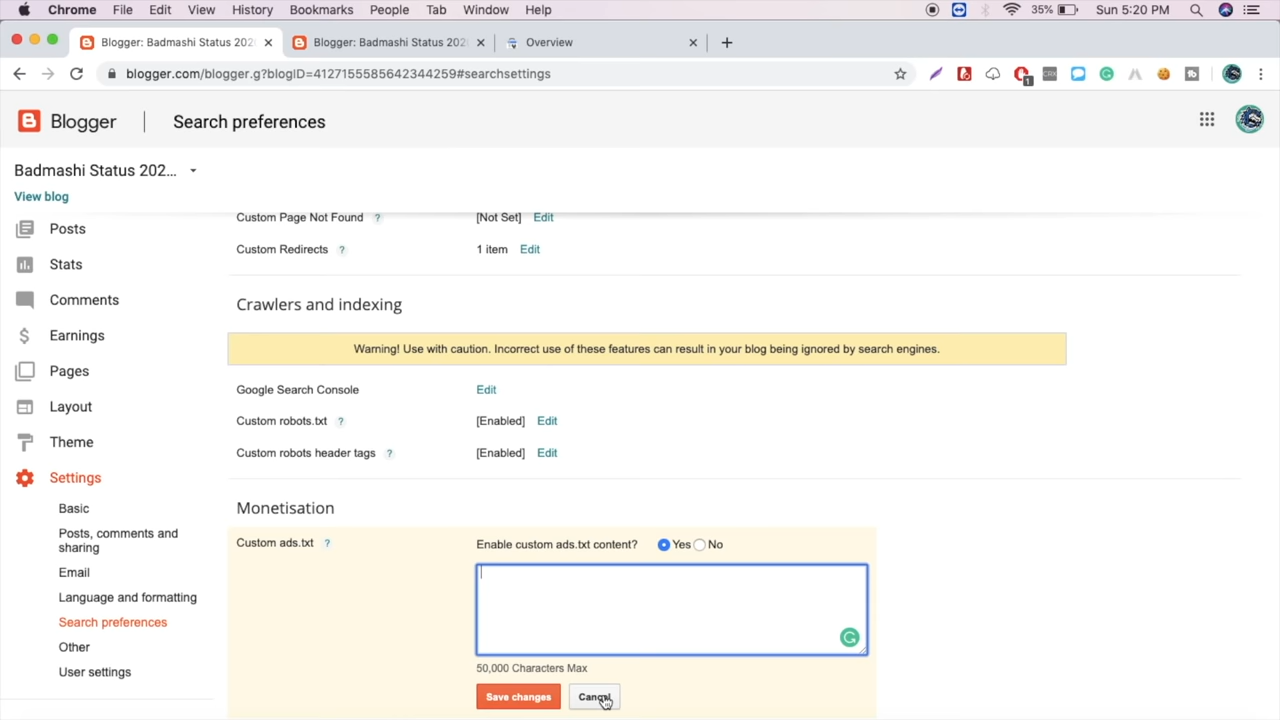 Chrome File Edit View History Bookmarks People Tab Window Help 35% Sun 5:20 PM
Blogger: Badmashi Status 202 Blogger: Badmashi Status 202 Overview
blogger.com/blogger.g?blogID=4127155585642344259#searchsettings 1 CRX
Blogger Search preferences
Badmashi Status 202...
View blog
Posts
Stats
Comments
Earnings
Pages
Layout
Theme
Settings
Basic
Posts, comments and
sharing
Email
Language and formatting
Search preferences
Other
User settings
Custom Page Not Found ? [Not Set] Edit
Custom Redirects ? 1 item Edit
Crawlers and indexing
Warning! Use with caution. Incorrect use of these features can result in your blog being ignored by search engines.
Google Search Console Edit
Custom robots.txt ? [Enabled] Edit
Custom robots header tags ? [Enabled] Edit
Monetisation
Custom ads.txt ? Enable custom ads.txt content? Yes No
50,000 Characters Max
Save changes Cancel